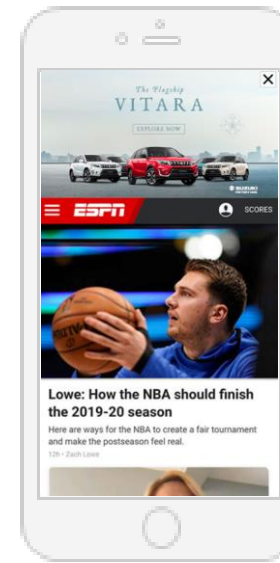 The Flagship
VITARA
EXPLORE NOW
SUZUKI
ESPN
SCORES
Lowe: How the NBA should finish
the 2019-20 season
Here are ways for the NBA to create a fair tournament
and make the postseason feel real.
12h • Zach Lowe